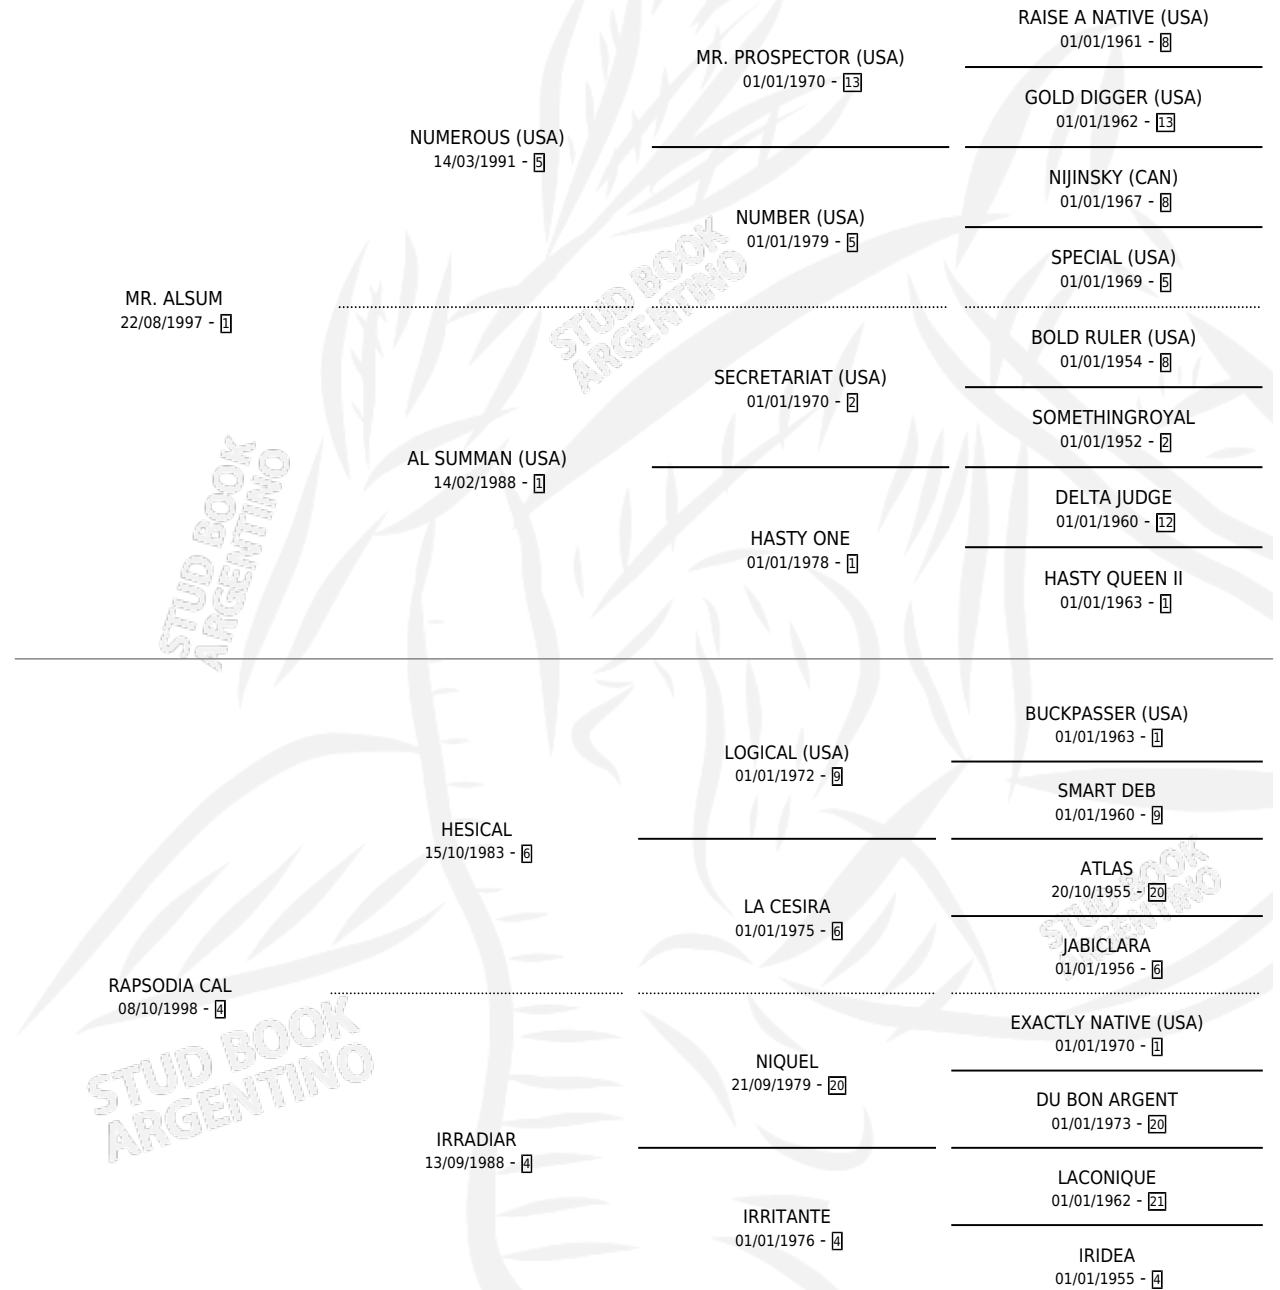 RAISE A NATIVE (USA)
01/01/1961 - 8
MR. PROSPECTOR (USA)
01/01/1970 - 13
GOLD DIGGER (USA)
01/01/1962 - 13
NUMEROUS (USA)
14/03/1991 - 5
NIJINSKY (CAN)
01/01/1967 - 8
NUMBER (USA)
01/01/1979 - 5
SPECIAL (USA)
01/01/1969 - 5
MR. ALSUM
22/08/1997 - 1
BOLD RULER (USA)
01/01/1954 - 8
SECRETARIAT (USA)
01/01/1970 - 2
SOMETHINGROYAL
01/01/1952 - 2
AL SUMMAN (USA)
14/02/1988 - 1
DELTA JUDGE
01/01/1960 - 12
HASTY ONE
01/01/1978 - 1
HASTY QUEEN II
01/01/1963 - 1
BUCKPASSER (USA)
01/01/1963 - 1
LOGICAL (USA)
01/01/1972 - 9
SMART DEB
01/01/1960 - 9
HESICAL
15/10/1983 - 6
ATLAS
20/10/1955 - 20
LA CESIRA
01/01/1975 - 6
JABICLARA
01/01/1956 - 6
RAPSODIA CAL
08/10/1998 - 4
EXACTLY NATIVE (USA)
01/01/1970 - 1
NIQUEL
21/09/1979 - 20
DU BON ARGENT
01/01/1973 - 20
IRRADIAR
13/09/1988 - 4
LACONIQUE
01/01/1962 - 21
IRRITANTE
01/01/1976 - 4
IRIDEA
01/01/1955 - 4
STUD BOOK
ARGENTINO
STUD BOOK
ARGENTINO
STUD BOOK
ARGENTINO
STUD BOOK
ARGENTINO